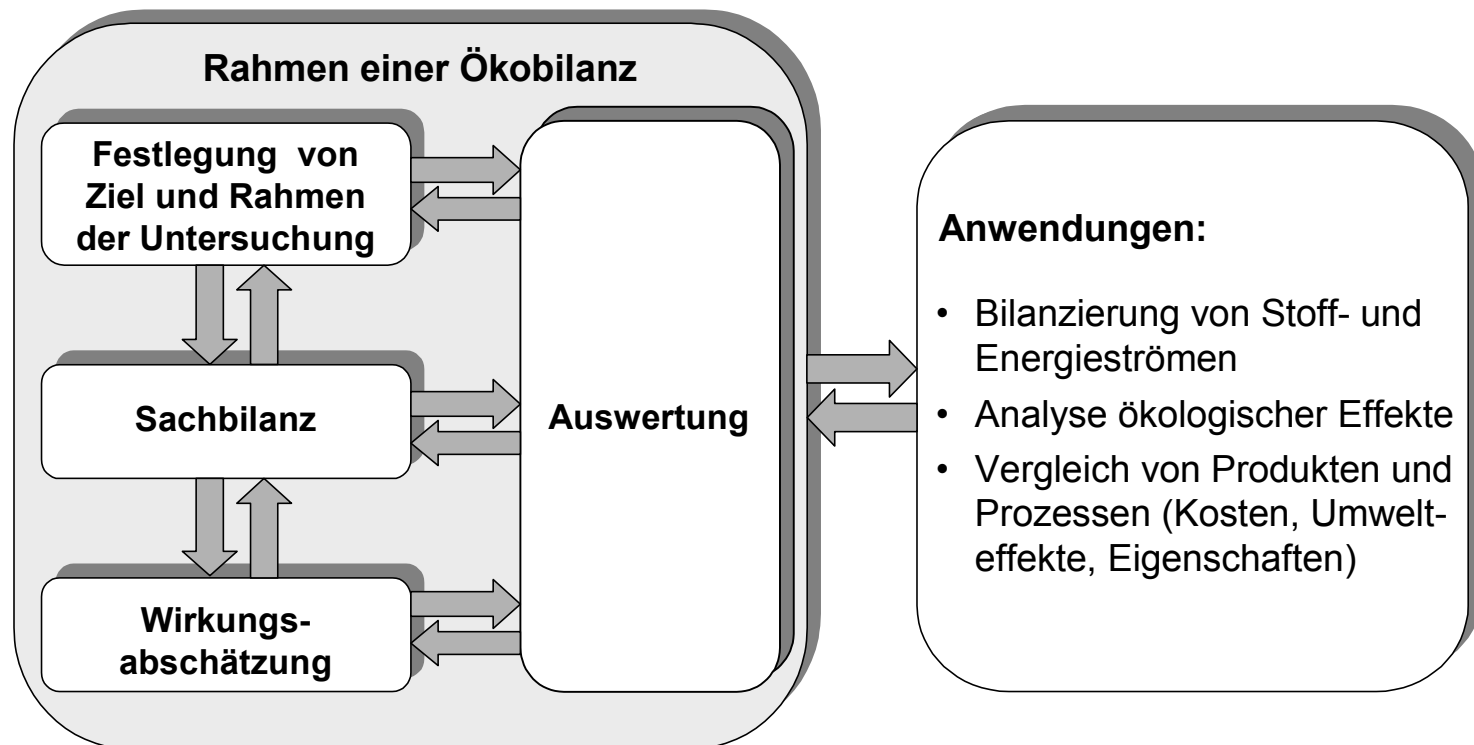 Rahmen einer Ökobilanz
Festlegung von
Ziel und Rahmen
der Untersuchung
Sachbilanz
Wirkungs-
abschätzung
Auswertung
Anwendungen:
• Bilanzierung von Stoff- und
Energieströmen
• Analyse ökologischer Effekte
• Vergleich von Produkten und
Prozessen (Kosten, Umwelt-
effekte, Eigenschaften)